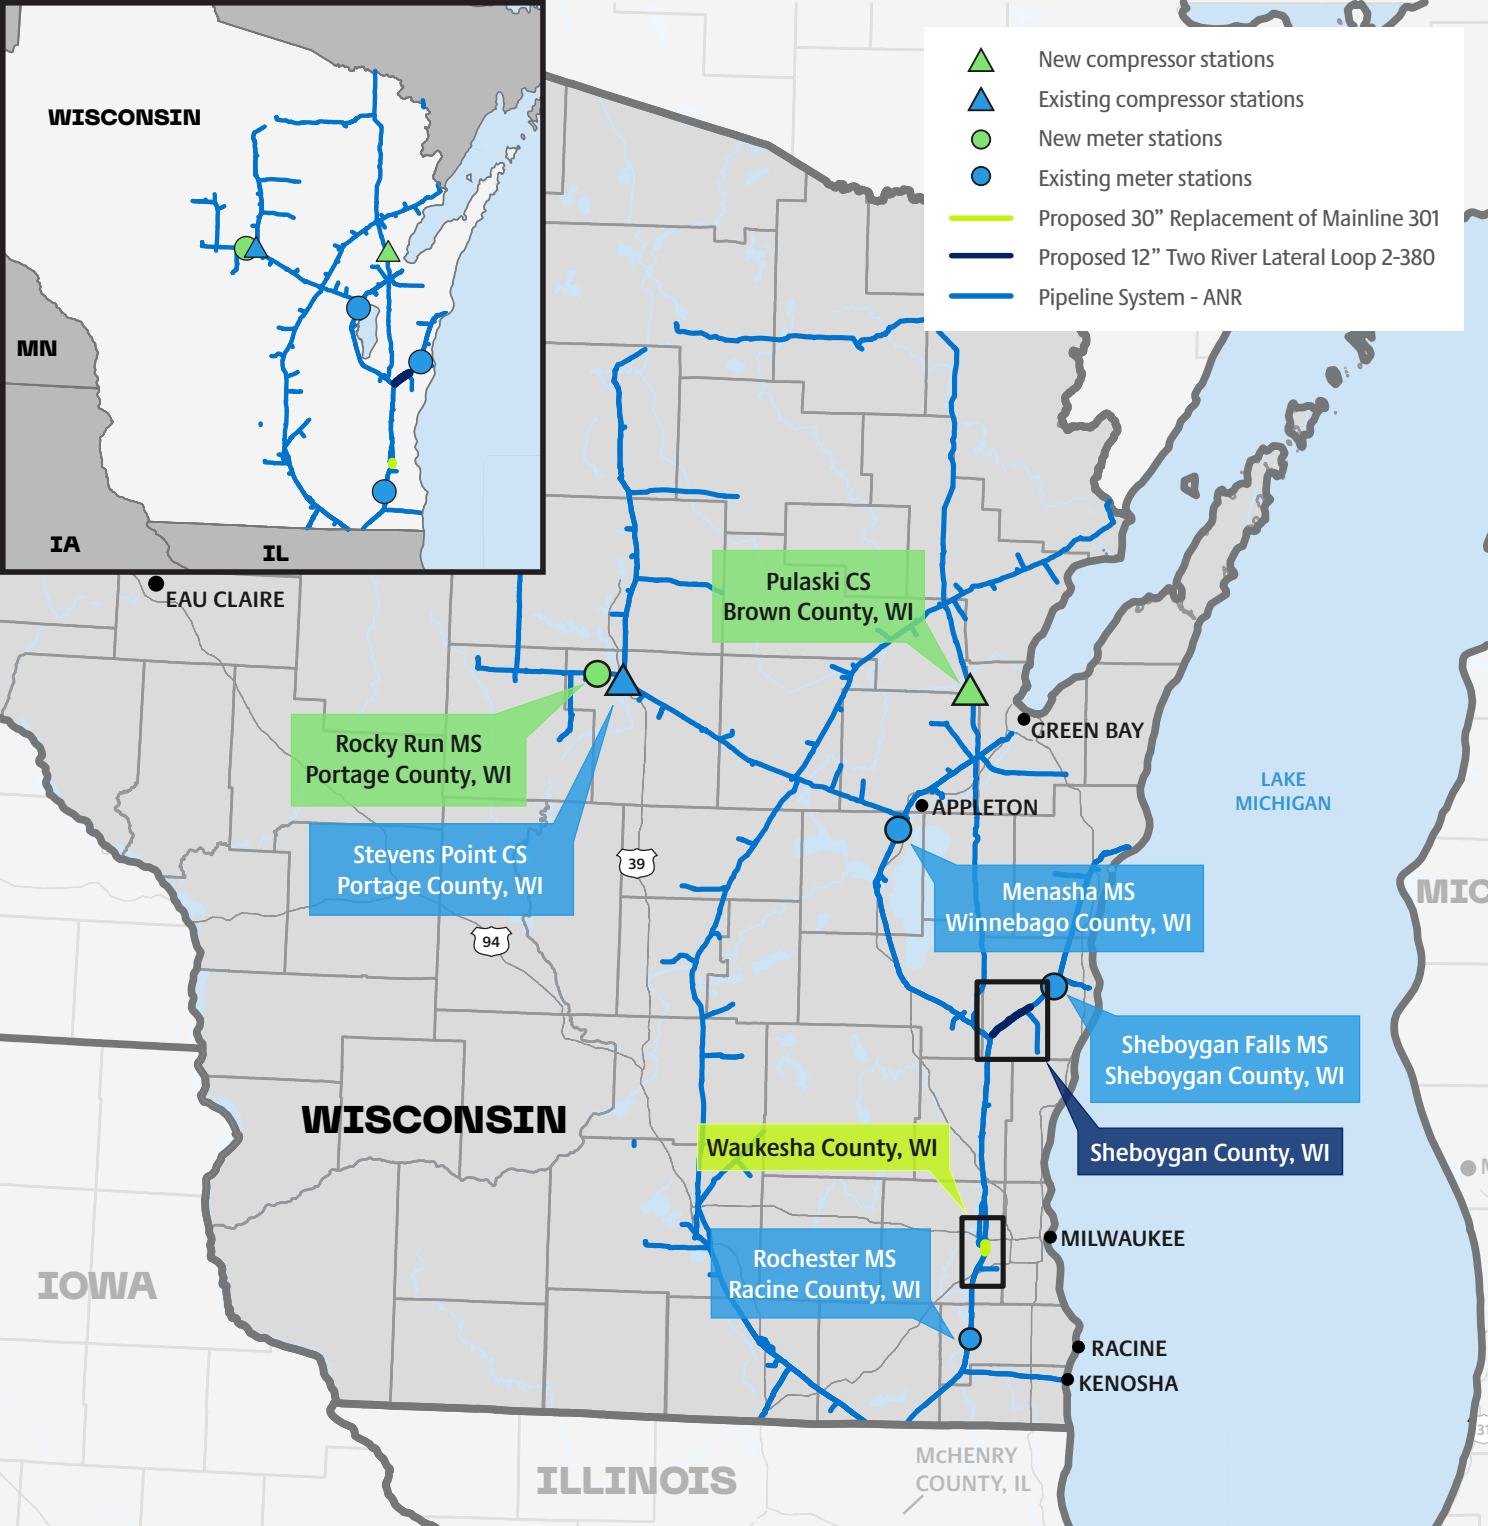 WISCONSIN
MN
IA
IL
New compressor stations
Existing compressor stations
New meter stations
Existing meter stations
Proposed 30” Replacement of Mainline 301
Proposed 12” Two River Lateral Loop 2-380
Pipeline System - ANR
EAU CLAIRE
Pulaski CS
Brown County, WI
Rocky Run MS
Portage County, WI
GREEN BAY
LAKE
MICHIGAN
APPLETON
Stevens Point CS
Portage County, WI
39
94
Menasha MS
Winnebago County, WI
MIC
Sheboygan Falls MS
Sheboygan County, WI
WISCONSIN
Waukesha County, WI
Sheboygan County, WI
M
MILWAUKEE
Rochester MS
Racine County, WI
IOWA
RACINE
KENOSHA
ILLINOIS
McHENRY
COUNTY, IL
31